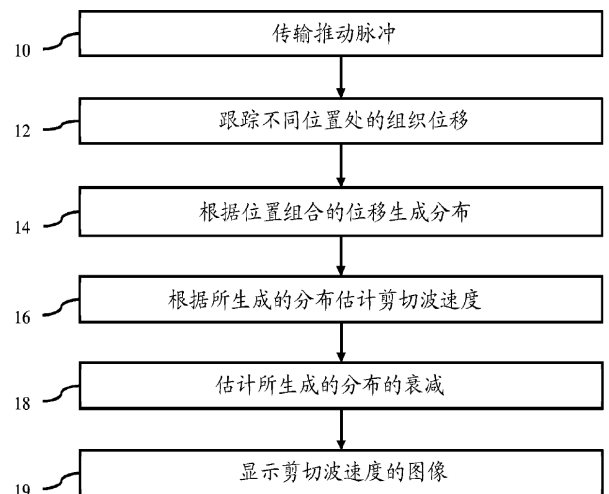 10
传输推动脉冲
12
跟踪不同位置处的组织位移
14
根据位置组合的位移生成分布
16
根据所生成的分布估计剪切波速度
18
估计所生成的分布的衰减
19
显示剪切波速度的图像